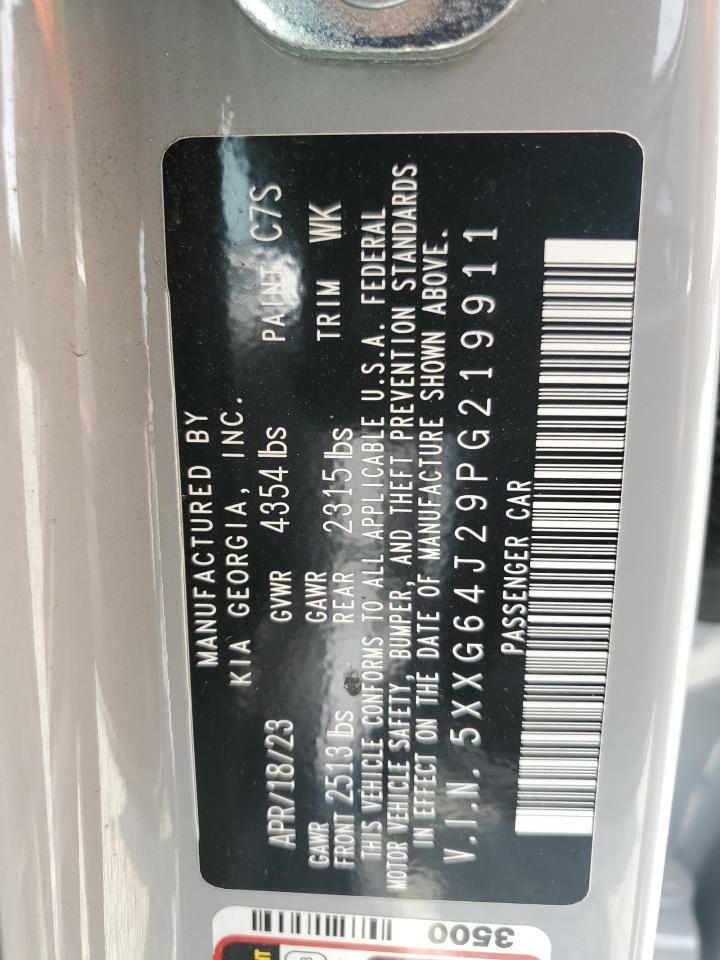 MANUFACTURED BY
KIA GEORGIA, INC.
APR/18/23 GVWR 4354 lbs PAINT C7S
GAWR FRONT 2513 lbs GAWR REAR 2315 lbs TRIM WK
THIS VEHICLE CONFORMS TO ALL APPLICABLE U.S.A. FEDERAL
MOTOR VEHICLE SAFETY, BUMPER, AND THEFT PREVENTION STANDARDS
IN EFFECT ON THE DATE OF MANUFACTURE SHOWN ABOVE.
V.I.N. 5XXG64J29PG219911
PASSENGER CAR
3500